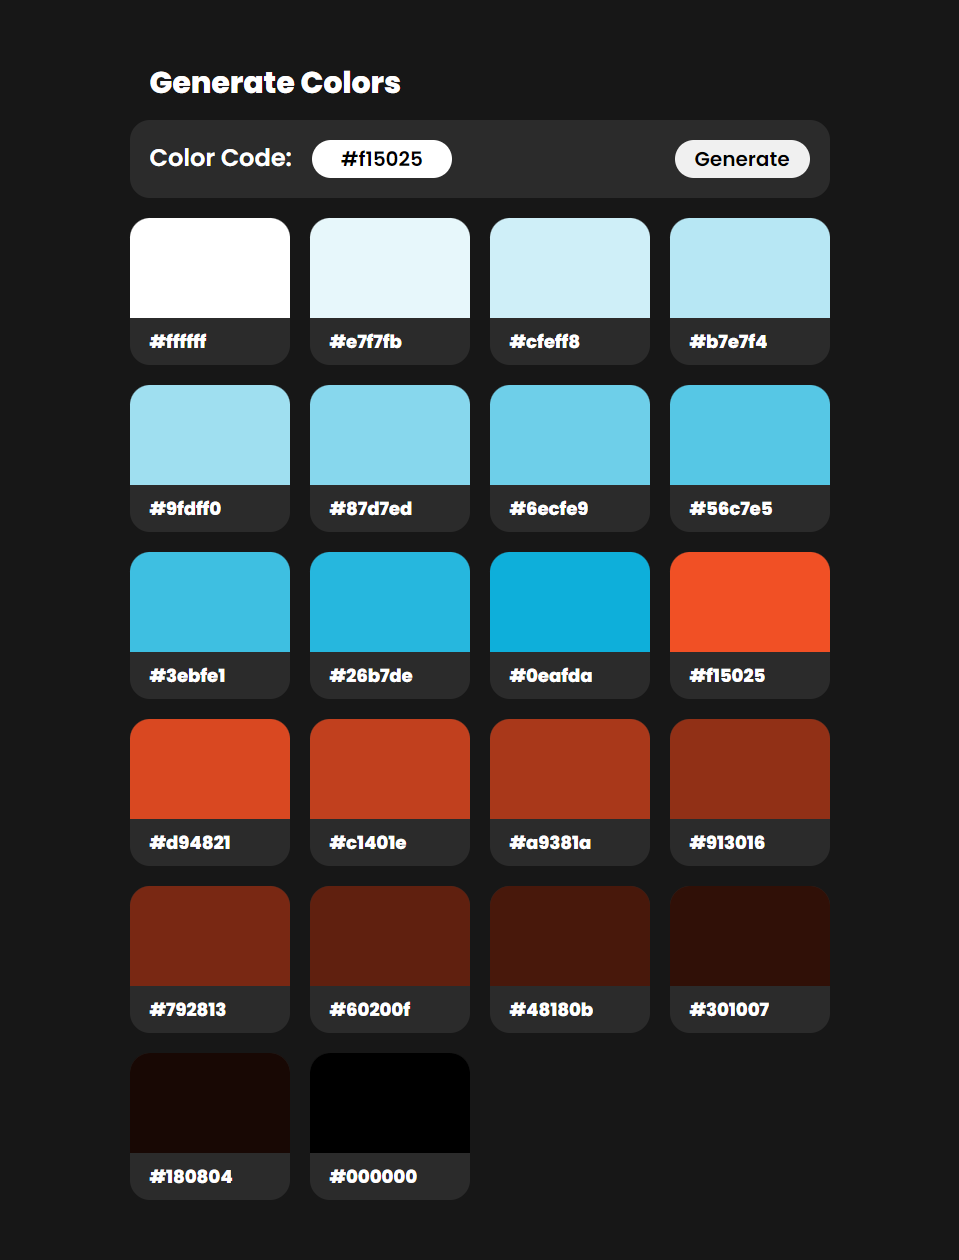 Generate Colors
Color Code: #f15025 Generate
#ffffff #e7f7fb #cfeff8 #b7e7f4
#9fdff0 #87d7ed #6ecfe9 #56c7e5
#3ebfe1 #26b7de #0eafda #f15025
#d94821 #c1401e #a9381a #913016
#792813 #60200f #48180b #301007
#180804 #000000